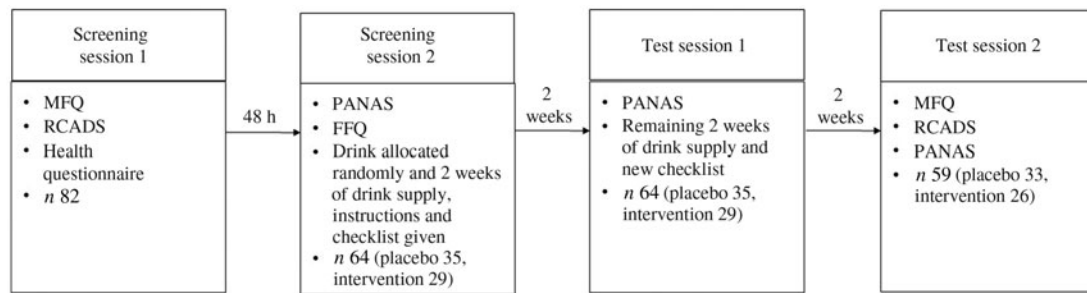 Screening
session 1
• MFQ
• RCADS
• Health
questionnaire
• n 82
48 h
Screening
session 2
• PANAS
• FFQ
• Drink allocated
randomly and 2 weeks
of drink supply,
instructions and
checklist given
• n 64 (placebo 35,
intervention 29)
2
weeks
Test session 1
• PANAS
• Remaining 2 weeks
of drink supply and
new checklist
• n 64 (placebo 35,
intervention 29)
2
weeks
Test session 2
• MFQ
• RCADS
• PANAS
• n 59 (placebo 33,
intervention 26)